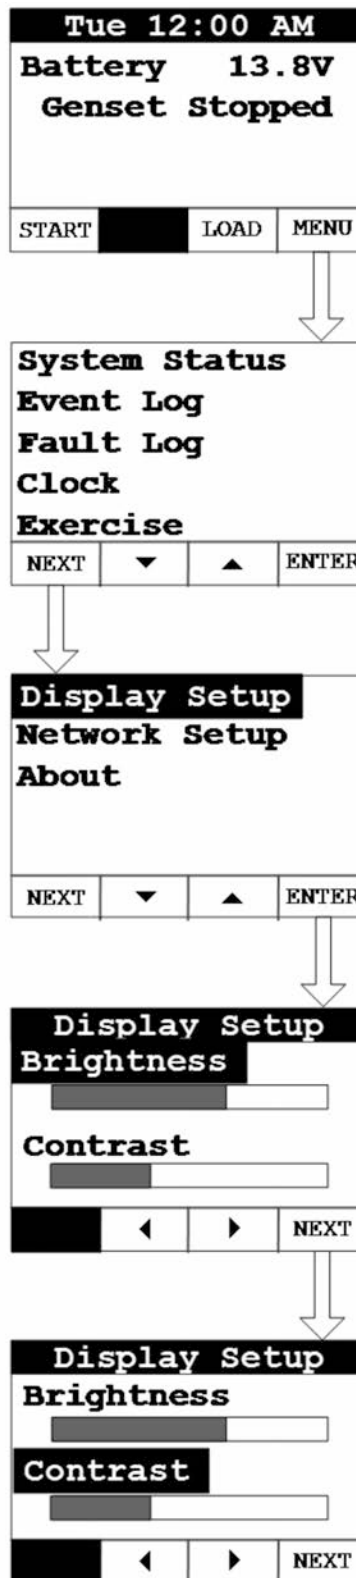 Tue 12:00 AM
Battery 13.8V
Genset Stopped
START LOAD MENU
System Status
Event Log
Fault Log
Clock
Exercise
NEXT ▼ ▲ ENTER
Display Setup
Network Setup
About
NEXT ▼ ▲ ENTER
Display Setup
Brightness
Contrast
◀ ▶ NEXT
Display Setup
Brightness
Contrast
◀ ▶ NEXT